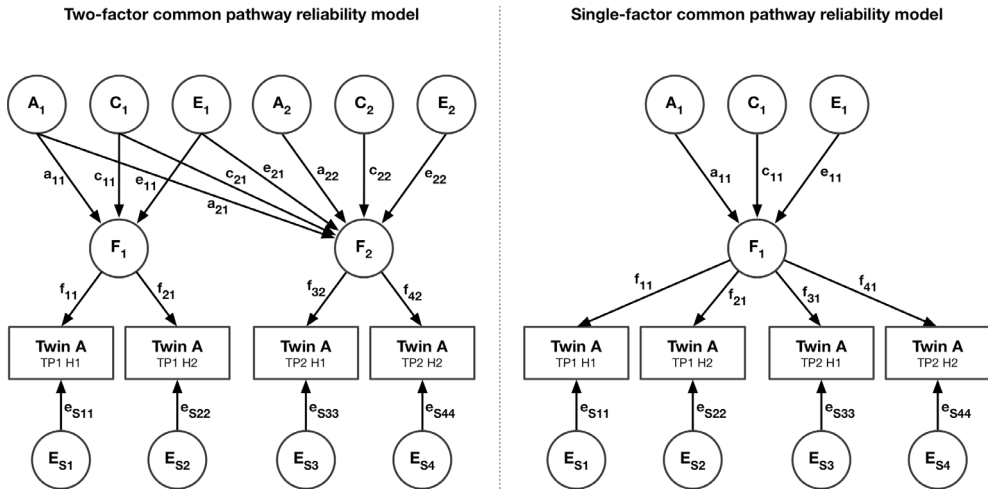 Two-factor common pathway reliability model
A1 C1 E1 A2 C2 E2
a11 c11 e11 a21 c21 e21 a22 c22 e22
F1 F2
f11 f21 f32 f42
Twin A Twin A Twin A Twin A
TP1 H1 TP1 H2 TP2 H1 TP2 H2
eS11 eS22 eS33 eS44
ES1 ES2 ES3 ES4
Single-factor common pathway reliability model
A1 C1 E1
a11 c11 e11
F1
f11 f21 f31 f41
Twin A Twin A Twin A Twin A
TP1 H1 TP1 H2 TP2 H1 TP2 H2
eS11 eS22 eS33 eS44
ES1 ES2 ES3 ES4